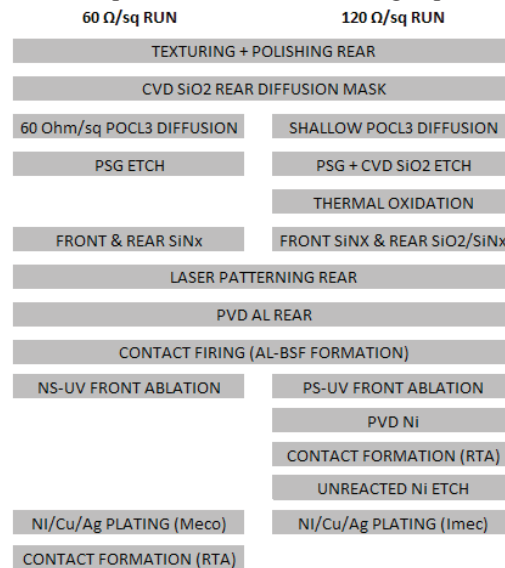 60 Ω/sq RUN 120 Ω/sq RUN
TEXTURING + POLISHING REAR
CVD SiO2 REAR DIFFUSION MASK
60 Ohm/sq POCL3 DIFFUSION SHALLOW POCL3 DIFFUSION
PSG ETCH PSG + CVD SiO2 ETCH
THERMAL OXIDATION
FRONT & REAR SiNx FRONT SiNX & REAR SiO2/SiNx
LASER PATTERNING REAR
PVD AL REAR
CONTACT FIRING (AL-BSF FORMATION)
NS-UV FRONT ABLATION PS-UV FRONT ABLATION
PVD Ni
CONTACT FORMATION (RTA)
UNREACTED Ni ETCH
NI/Cu/Ag PLATING (Meco) NI/Cu/Ag PLATING (Imec)
CONTACT FORMATION (RTA)